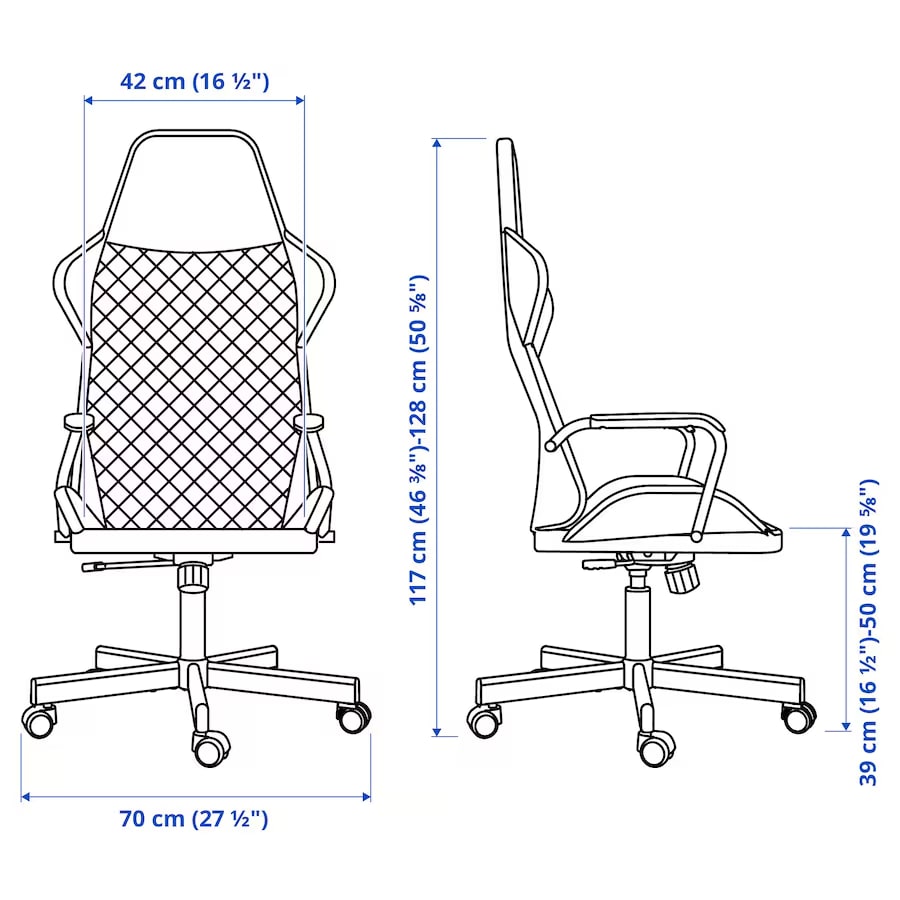 42 cm (16 ½")
117 cm (46 ⅜")-128 cm (50 ⅝")
39 cm (16 ½")-50 cm (19 ⅝")
70 cm (27 ½")